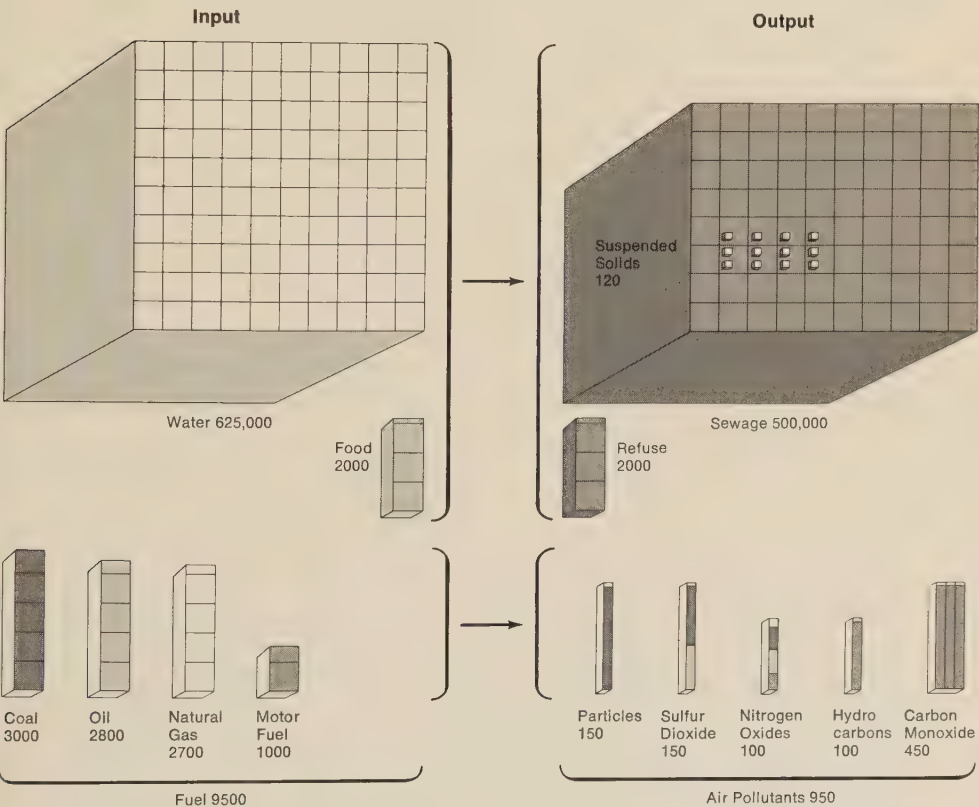 Input
Output
Suspended
Solids
120
Water 625,000
Sewage 500,000
Food
2000
Refuse
2000
Coal
3000
Oil
2800
Natural
Gas
2700
Motor
Fuel
1000
Particles
150
Sulfur
Dioxide
150
Nitrogen
Oxides
100
Hydro
carbons
100
Carbon
Monoxide
450
Fuel 9500
Air Pollutants 950